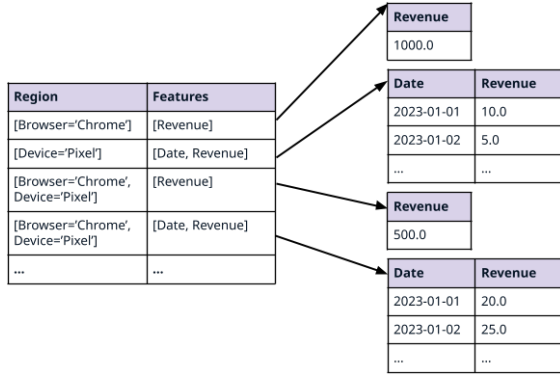 Region Features
[Browser=’Chrome’] [Revenue]
[Device=’Pixel’] [Date, Revenue]
[Browser=’Chrome’, [Revenue]
Device=’Pixel’]
[Browser=’Chrome’, [Date, Revenue]
Device=’Pixel’]
... ...
Revenue
1000.0
Date Revenue
2023-01-01 10.0
2023-01-02 5.0
... ...
Revenue
500.0
Date Revenue
2023-01-01 20.0
2023-01-02 25.0
... ...